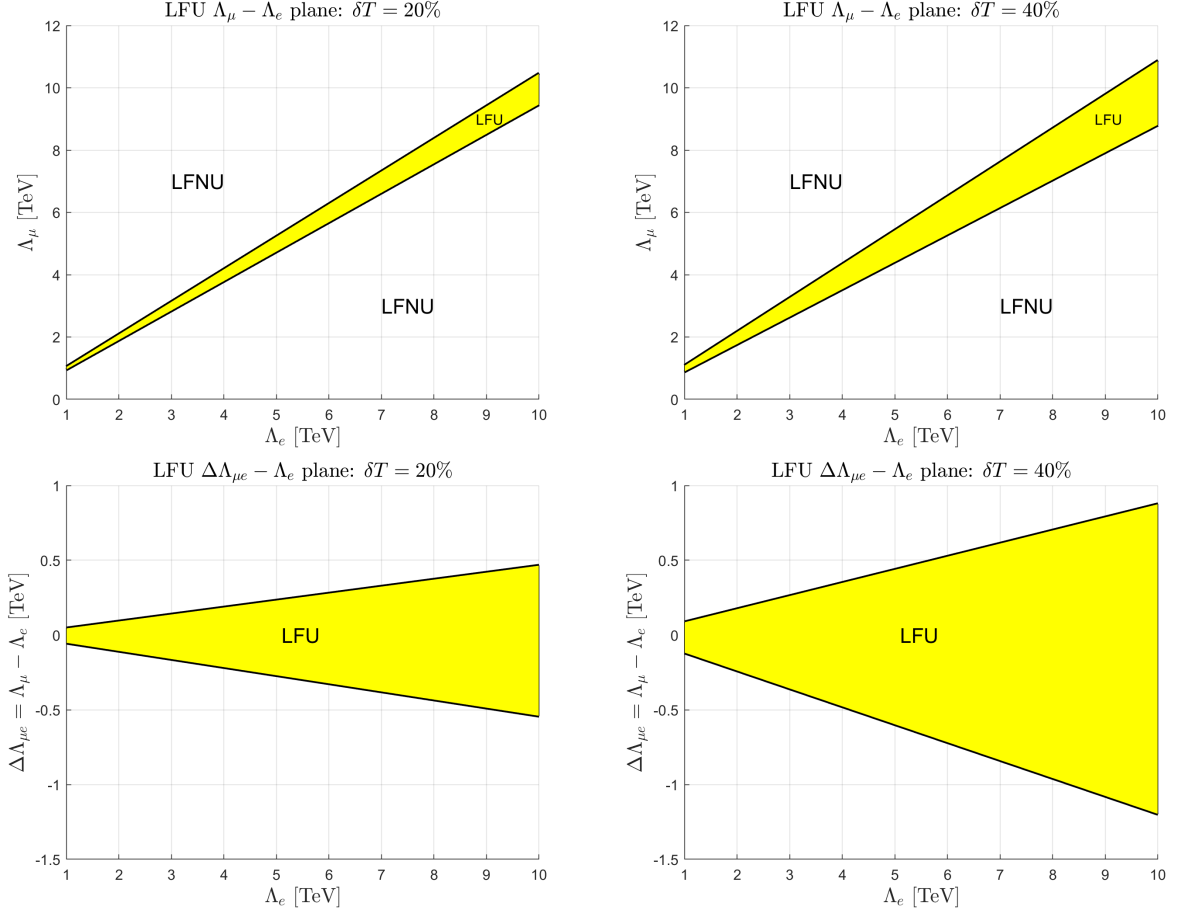 LFU Λμ − Λe plane: δT = 20%
12
10
8
6
4
2
0
Λμ [TeV]
LFNU
LFU
LFNU
1 2 3 4 5 6 7 8 9 10
Λe [TeV]
LFU Λμ − Λe plane: δT = 40%
12
10
8
6
4
2
0
Λμ [TeV]
LFNU
LFU
LFNU
1 2 3 4 5 6 7 8 9 10
Λe [TeV]
LFU ΔΛμe − Λe plane: δT = 20%
1
0.5
0
-0.5
-1
-1.5
ΔΛμe = Λμ − Λe [TeV]
LFU
1 2 3 4 5 6 7 8 9 10
Λe [TeV]
LFU ΔΛμe − Λe plane: δT = 40%
1
0.5
0
-0.5
-1
-1.5
ΔΛμe = Λμ − Λe [TeV]
LFU
1 2 3 4 5 6 7 8 9 10
Λe [TeV]